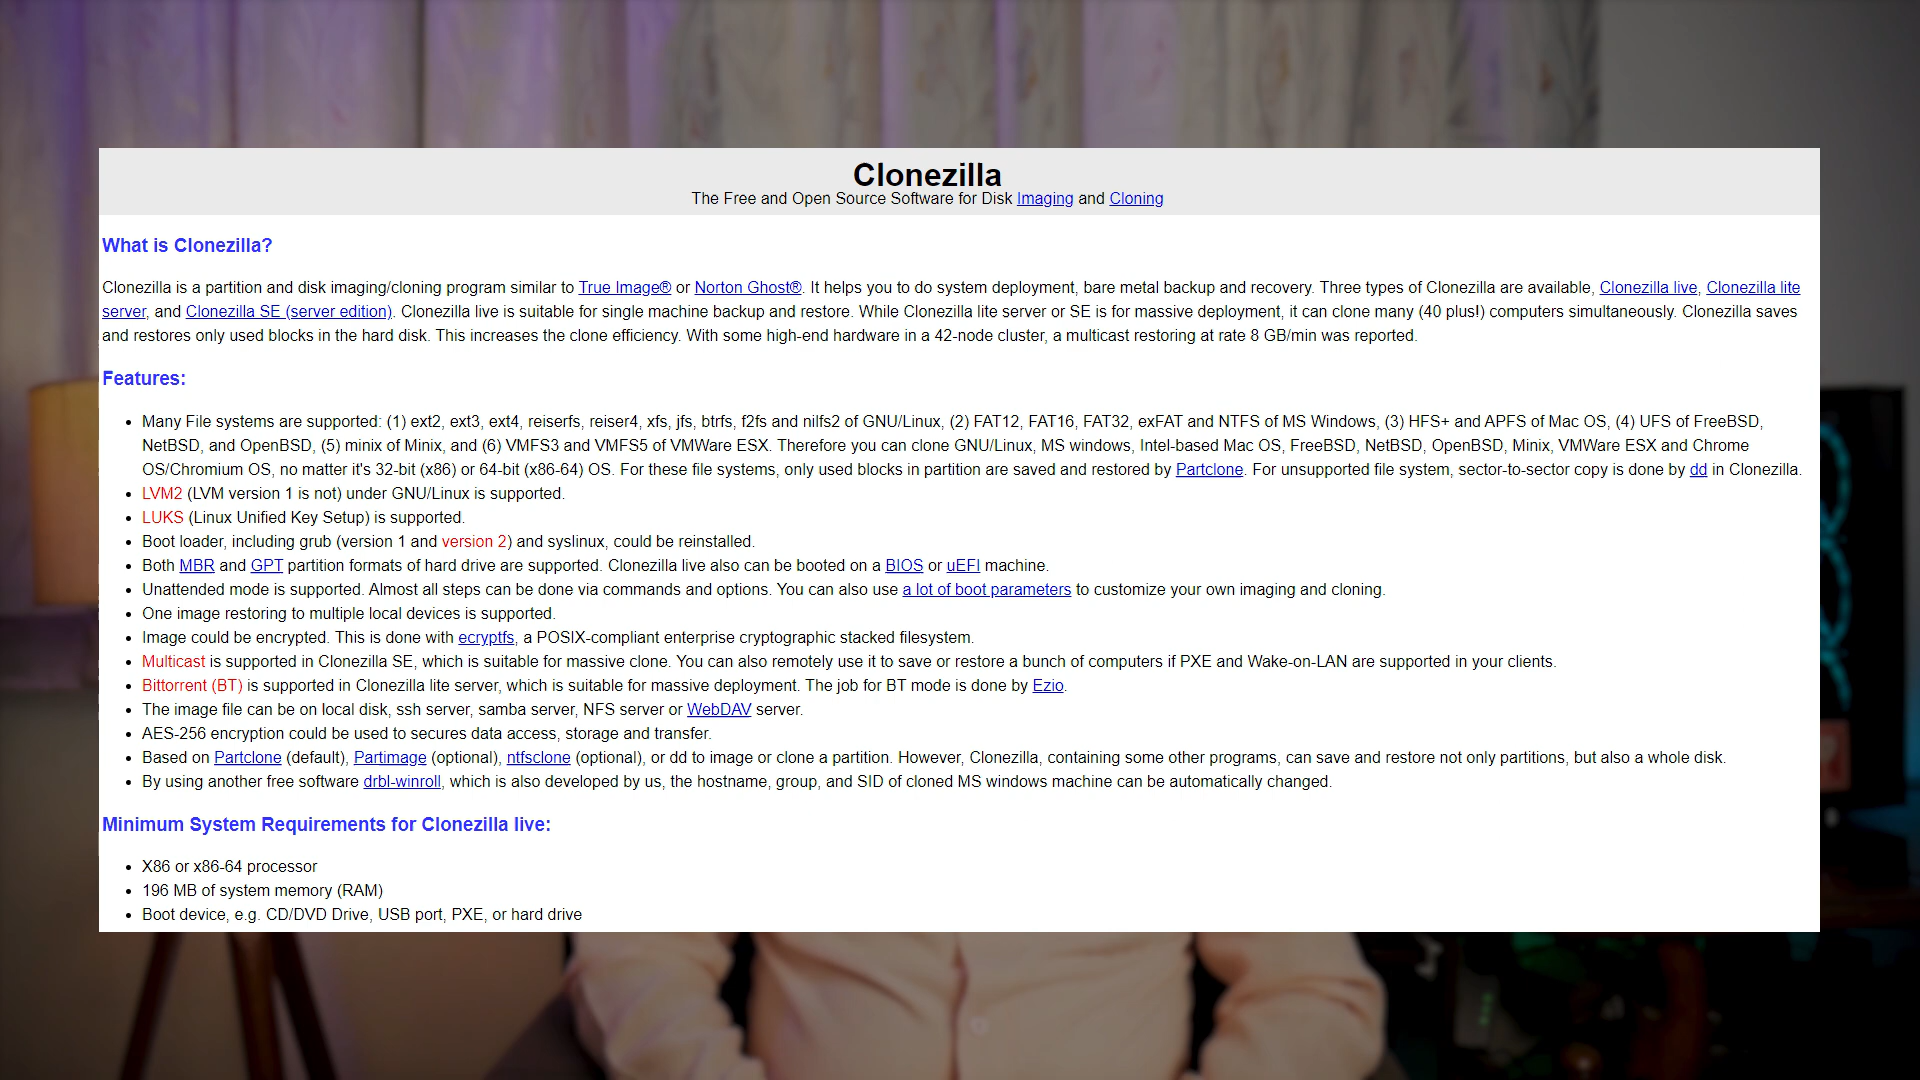 Clonezilla
The Free and Open Source Software for Disk Imaging and Cloning
What is Clonezilla?
Clonezilla is a partition and disk imaging/cloning program similar to True Image® or Norton Ghost®. It helps you to do system deployment, bare metal backup and recovery. Three types of Clonezilla are available, Clonezilla live, Clonezilla lite
server, and Clonezilla SE (server edition). Clonezilla live is suitable for single machine backup and restore. While Clonezilla lite server or SE is for massive deployment, it can clone many (40 plus!) computers simultaneously. Clonezilla saves
and restores only used blocks in the hard disk. This increases the clone efficiency. With some high-end hardware in a 42-node cluster, a multicast restoring at rate 8 GB/min was reported.
Features:
• Many File systems are supported: (1) ext2, ext3, ext4, reiserfs, reiser4, xfs, jfs, btrfs, f2fs and nilfs2 of GNU/Linux, (2) FAT12, FAT16, FAT32, exFAT and NTFS of MS Windows, (3) HFS+ and APFS of Mac OS, (4) UFS of FreeBSD,
NetBSD, and OpenBSD, (5) minix of Minix, and (6) VMFS3 and VMFS5 of VMWare ESX. Therefore you can clone GNU/Linux, MS windows, Intel-based Mac OS, FreeBSD, NetBSD, OpenBSD, Minix, VMWare ESX and Chrome
OS/Chromium OS, no matter it's 32-bit (x86) or 64-bit (x86-64) OS. For these file systems, only used blocks in partition are saved and restored by Partclone. For unsupported file system, sector-to-sector copy is done by dd in Clonezilla.
• LVM2 (LVM version 1 is not) under GNU/Linux is supported.
• LUKS (Linux Unified Key Setup) is supported.
• Boot loader, including grub (version 1 and version 2) and syslinux, could be reinstalled.
• Both MBR and GPT partition formats of hard drive are supported. Clonezilla live also can be booted on a BIOS or uEFI machine.
• Unattended mode is supported. Almost all steps can be done via commands and options. You can also use a lot of boot parameters to customize your own imaging and cloning.
• One image restoring to multiple local devices is supported.
• Image could be encrypted. This is done with ecryptfs, a POSIX-compliant enterprise cryptographic stacked filesystem.
• Multicast is supported in Clonezilla SE, which is suitable for massive clone. You can also remotely use it to save or restore a bunch of computers if PXE and Wake-on-LAN are supported in your clients.
• Bittorrent (BT) is supported in Clonezilla lite server, which is suitable for massive deployment. The job for BT mode is done by Ezio.
• The image file can be on local disk, ssh server, samba server, NFS server or WebDAV server.
• AES-256 encryption could be used to secures data access, storage and transfer.
• Based on Partclone (default), Partimage (optional), ntfsclone (optional), or dd to image or clone a partition. However, Clonezilla, containing some other programs, can save and restore not only partitions, but also a whole disk.
• By using another free software drbl-winroll, which is also developed by us, the hostname, group, and SID of cloned MS windows machine can be automatically changed.
Minimum System Requirements for Clonezilla live:
• X86 or x86-64 processor
• 196 MB of system memory (RAM)
• Boot device, e.g. CD/DVD Drive, USB port, PXE, or hard drive